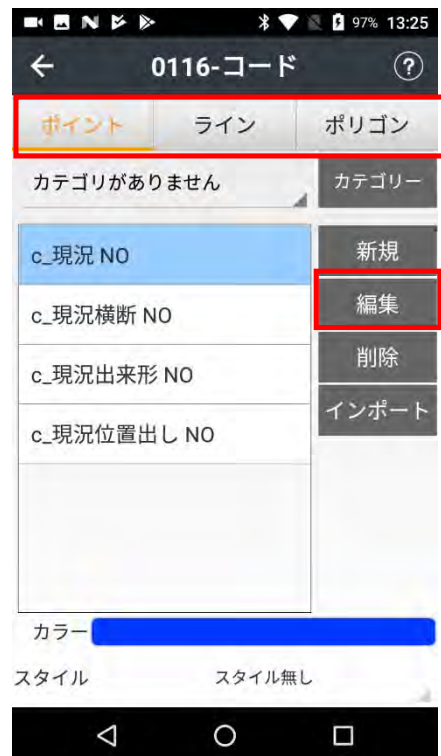 97% 13:25
0116-コード ?
ポイント ライン ポリゴン
カテゴリがありません カテゴリー
c_現況 NO 新規
c_現況横断 NO 編集
c_現況出来形 NO 削除
c_現況位置出し NO インポート
カラー
スタイル スタイル無し